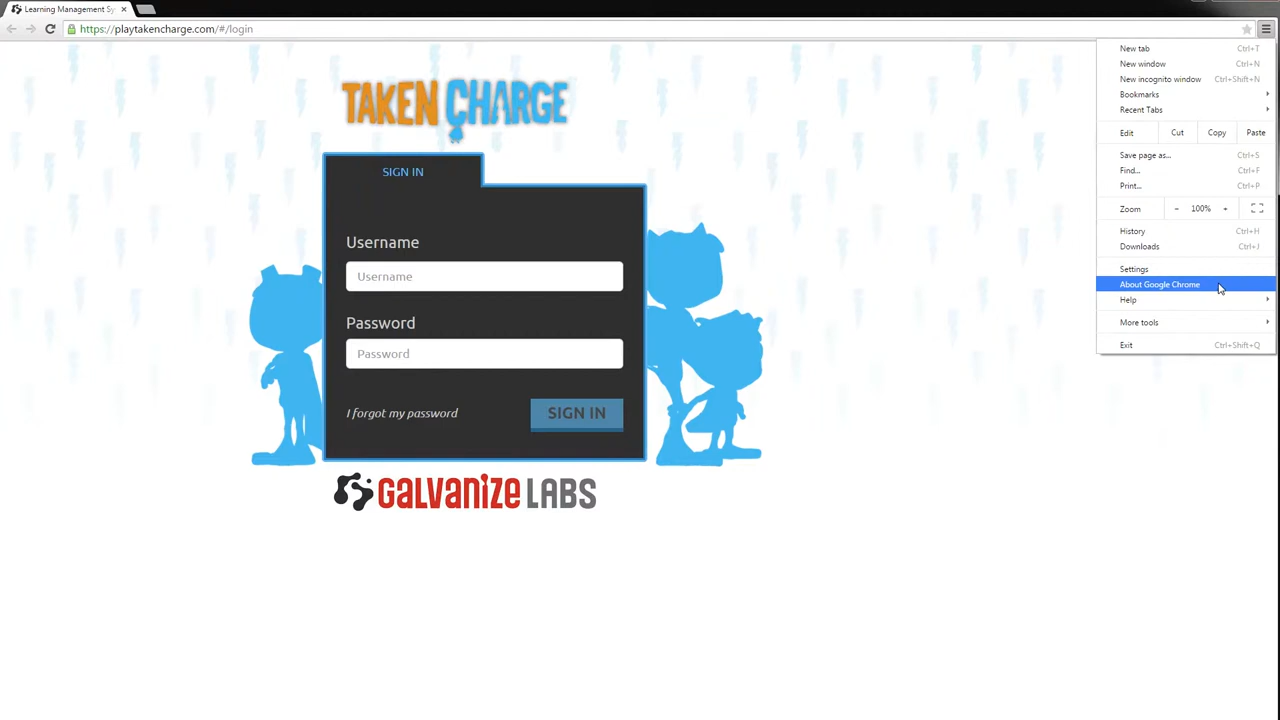 Learning Management Sy
https://playtakencharge.com/#/login
TAKEN CHARGE
SIGN IN
Username
Username
Password
Password
I forgot my password
SIGN IN
GALVANIZE LABS
New tab Ctrl+T
New window Ctrl+N
New incognito window Ctrl+Shift+N
Bookmarks
Recent Tabs
Edit Cut Copy Paste
Save page as... Ctrl+S
Find... Ctrl+F
Print... Ctrl+P
Zoom - 100% +
History Ctrl+H
Downloads Ctrl+J
Settings
About Google Chrome
Help
More tools
Exit Ctrl+Shift+Q